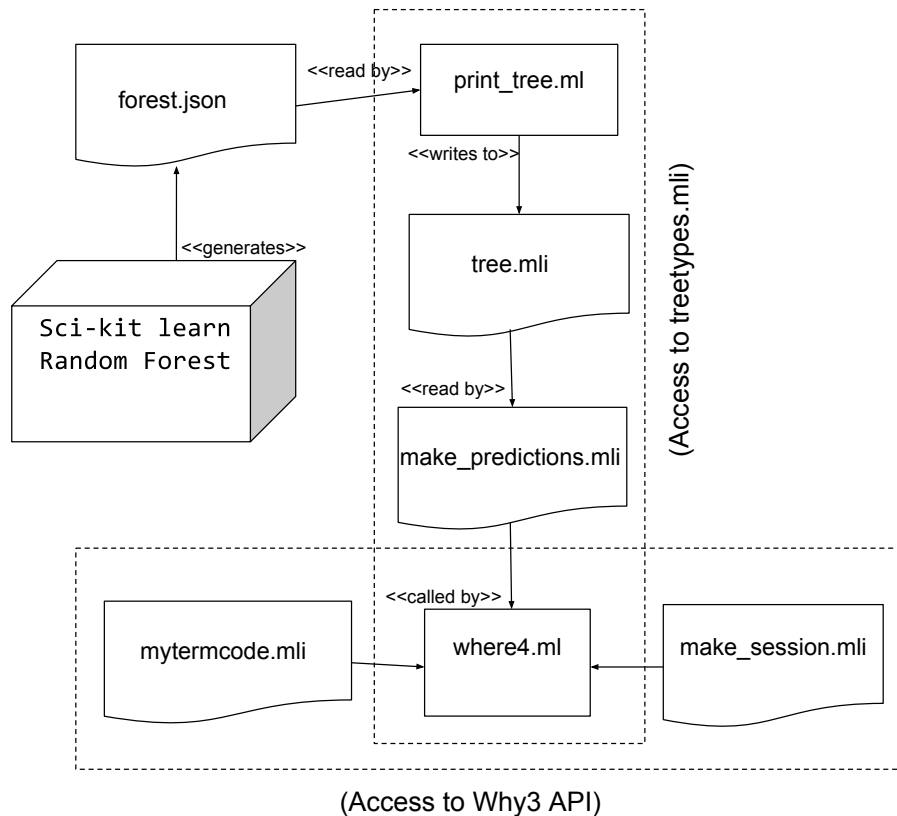 <<read by>>
print_tree.ml
forest.json
<<writes to>>
(Access to treetypes.mli)
<<generates>>
tree.mli
Sci-kit learn
Random Forest
<<read by>>
make_predictions.mli
<<called by>>
mytermcode.mli
where4.ml
make_session.mli
(Access to Why3 API)